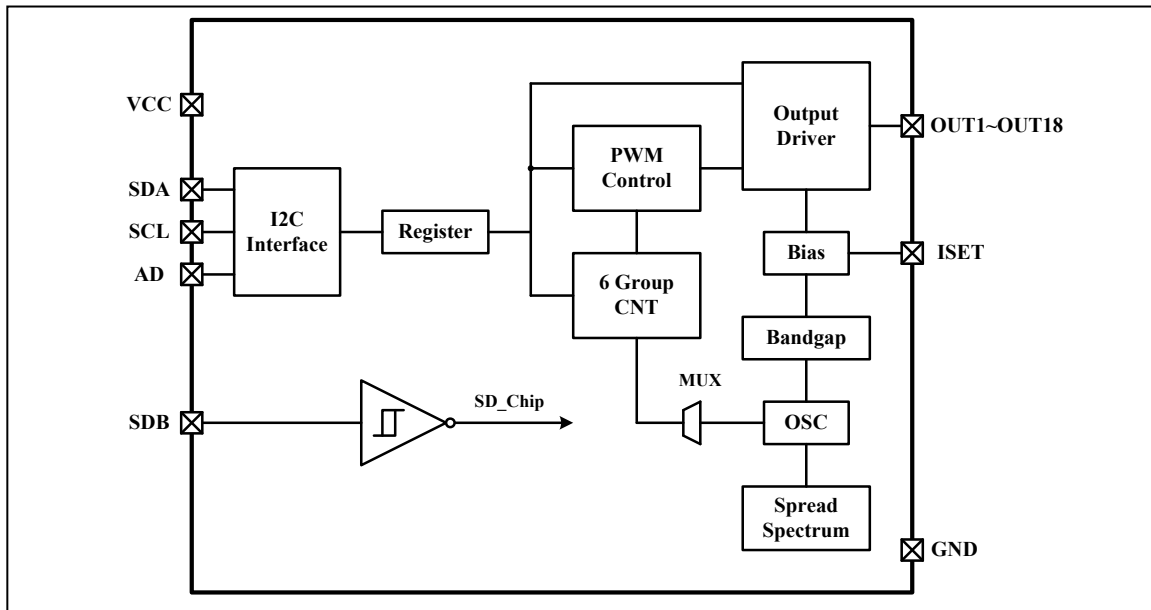 VCC
SDA
SCL
AD
SDB
I2C
Interface
Register
PWM
Control
6 Group
CNT
Output
Driver
OUT1~OUT18
Bias
ISET
Bandgap
MUX
OSC
SD_Chip
Spread
Spectrum
GND